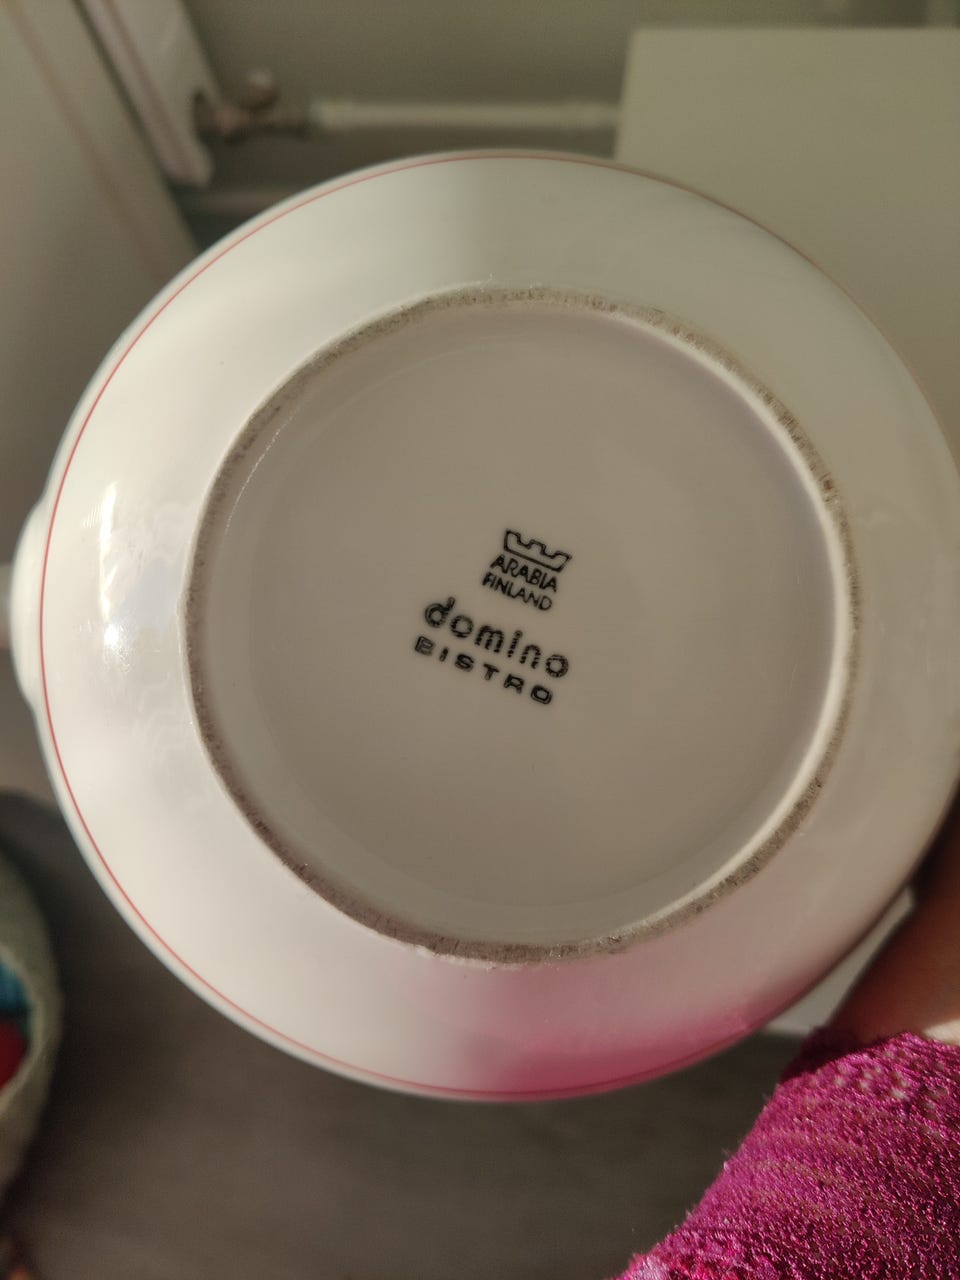 ARABIA
FINLAND
domino
BISTRO